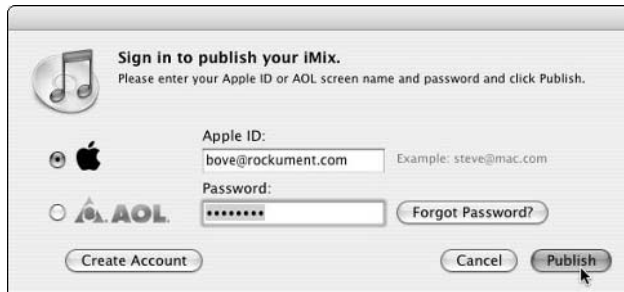 Sign in to publish your iMix.
Please enter your Apple ID or AOL screen name and password and click Publish.
Apple ID:
bove@rockument.com Example: steve@mac.com
Password:
AOL. •••••••• Forgot Password?
Create Account Cancel Publish